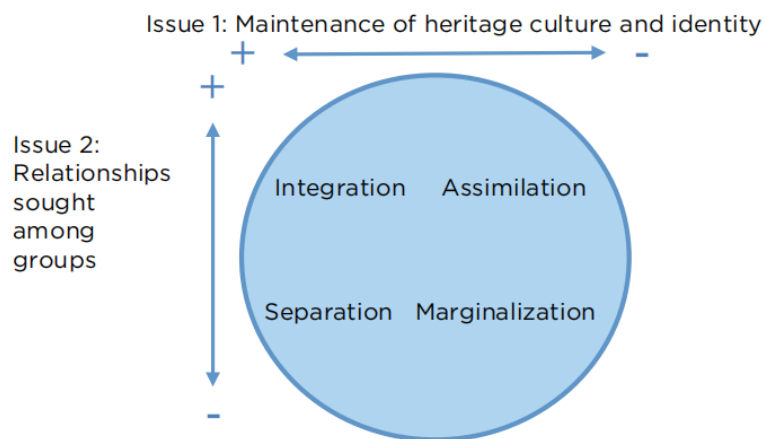 Issue 1: Maintenance of heritage culture and identity
+ -
+
Issue 2:
Relationships
sought
among
groups
Integration Assimilation
Separation Marginalization
-